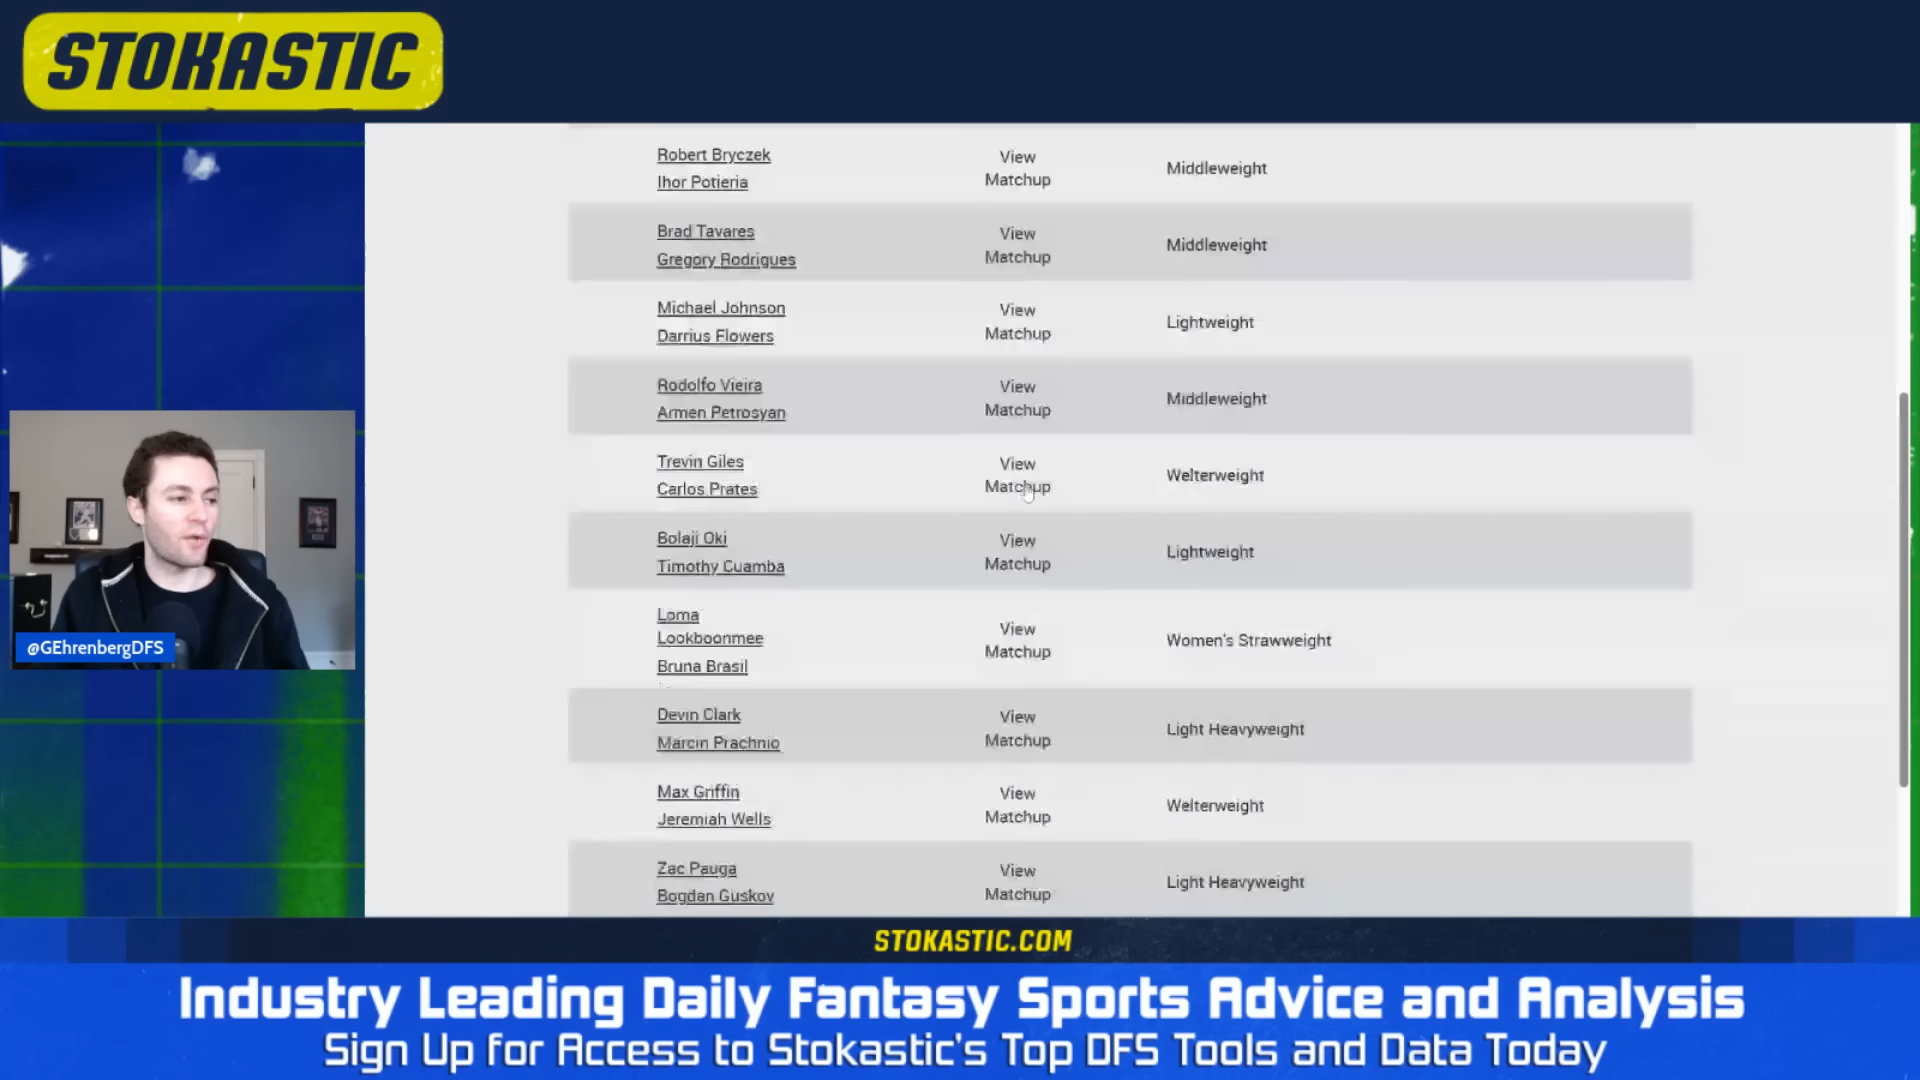 STOKASTIC
Robert Bryczek
Ihor Potieria
View
Matchup
Middleweight
Brad Tavares
Gregory Rodrigues
View
Matchup
Middleweight
Michael Johnson
Darrius Flowers
View
Matchup
Lightweight
Rodolfo Vieira
Armen Petrosyan
View
Matchup
Middleweight
Trevin Giles
Carlos Prates
View
Matchup
Welterweight
Bolaji Oki
Timothy Cuamba
View
Matchup
Lightweight
Loma
Lookboonmee
Bruna Brasil
View
Matchup
Women's Strawweight
Devin Clark
Marcin Prachnio
View
Matchup
Light Heavyweight
Max Griffin
Jeremiah Wells
View
Matchup
Welterweight
Zac Pauga
Bogdan Guskov
View
Matchup
Light Heavyweight
@GEhrenbergDFS
STOKASTIC.COM
Industry Leading Daily Fantasy Sports Advice and Analysis
Sign Up for Access to Stokastic's Top DFS Tools and Data Today